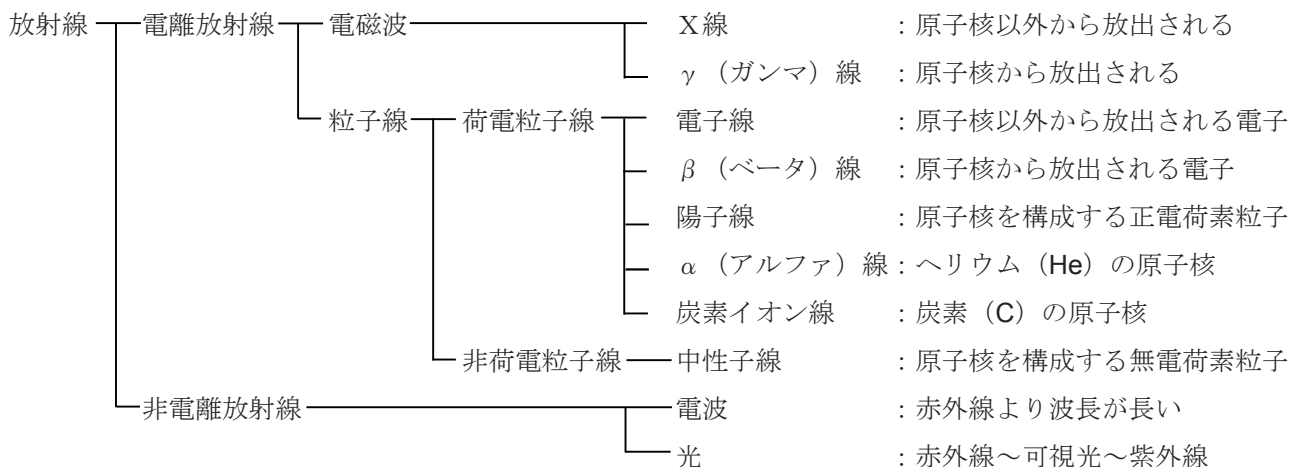 放射線 電離放射線 電磁波 X線 ：原子核以外から放出される
γ（ガンマ）線 ：原子核から放出される
粒子線 荷電粒子線 電子線 ：原子核以外から放出される電子
β（ベータ）線 ：原子核から放出される電子
陽子線 ：原子核を構成する正電荷素粒子
α（アルファ）線：ヘリウム（He）の原子核
炭素イオン線 ：炭素（C）の原子核
非荷電粒子線 中性子線 ：原子核を構成する無電荷素粒子
非電離放射線 電波 ：赤外線より波長が長い
光 ：赤外線～可視光～紫外線